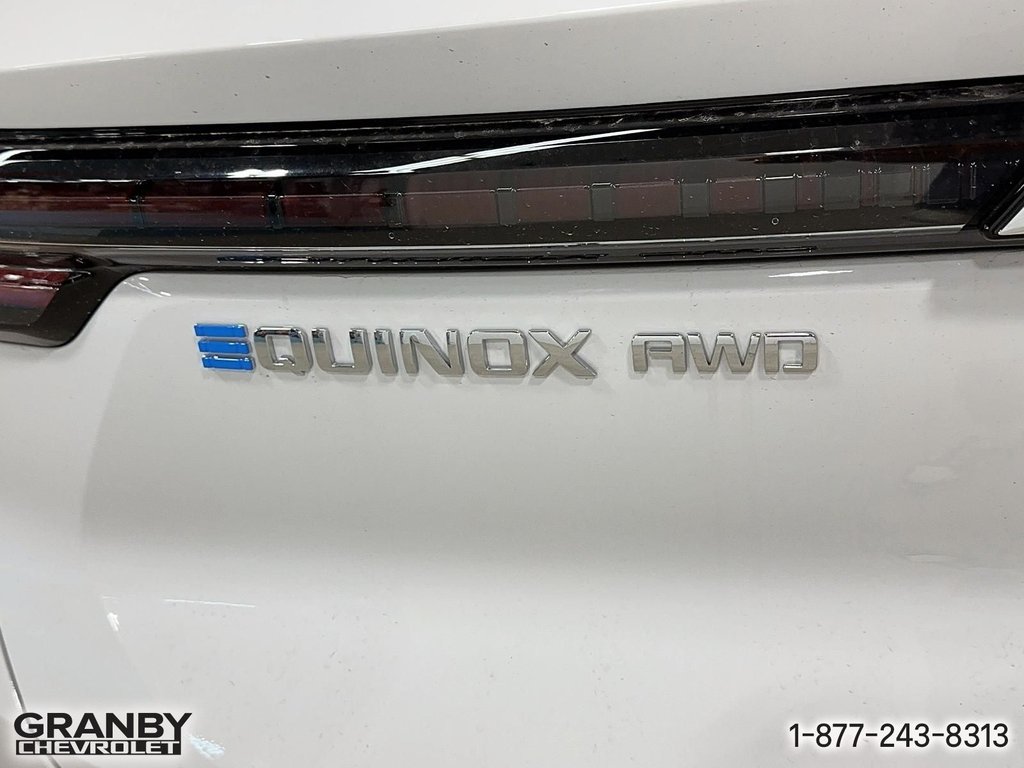 EQUINOX AWD
GRANBY
CHEVROLET
1-877-243-8313